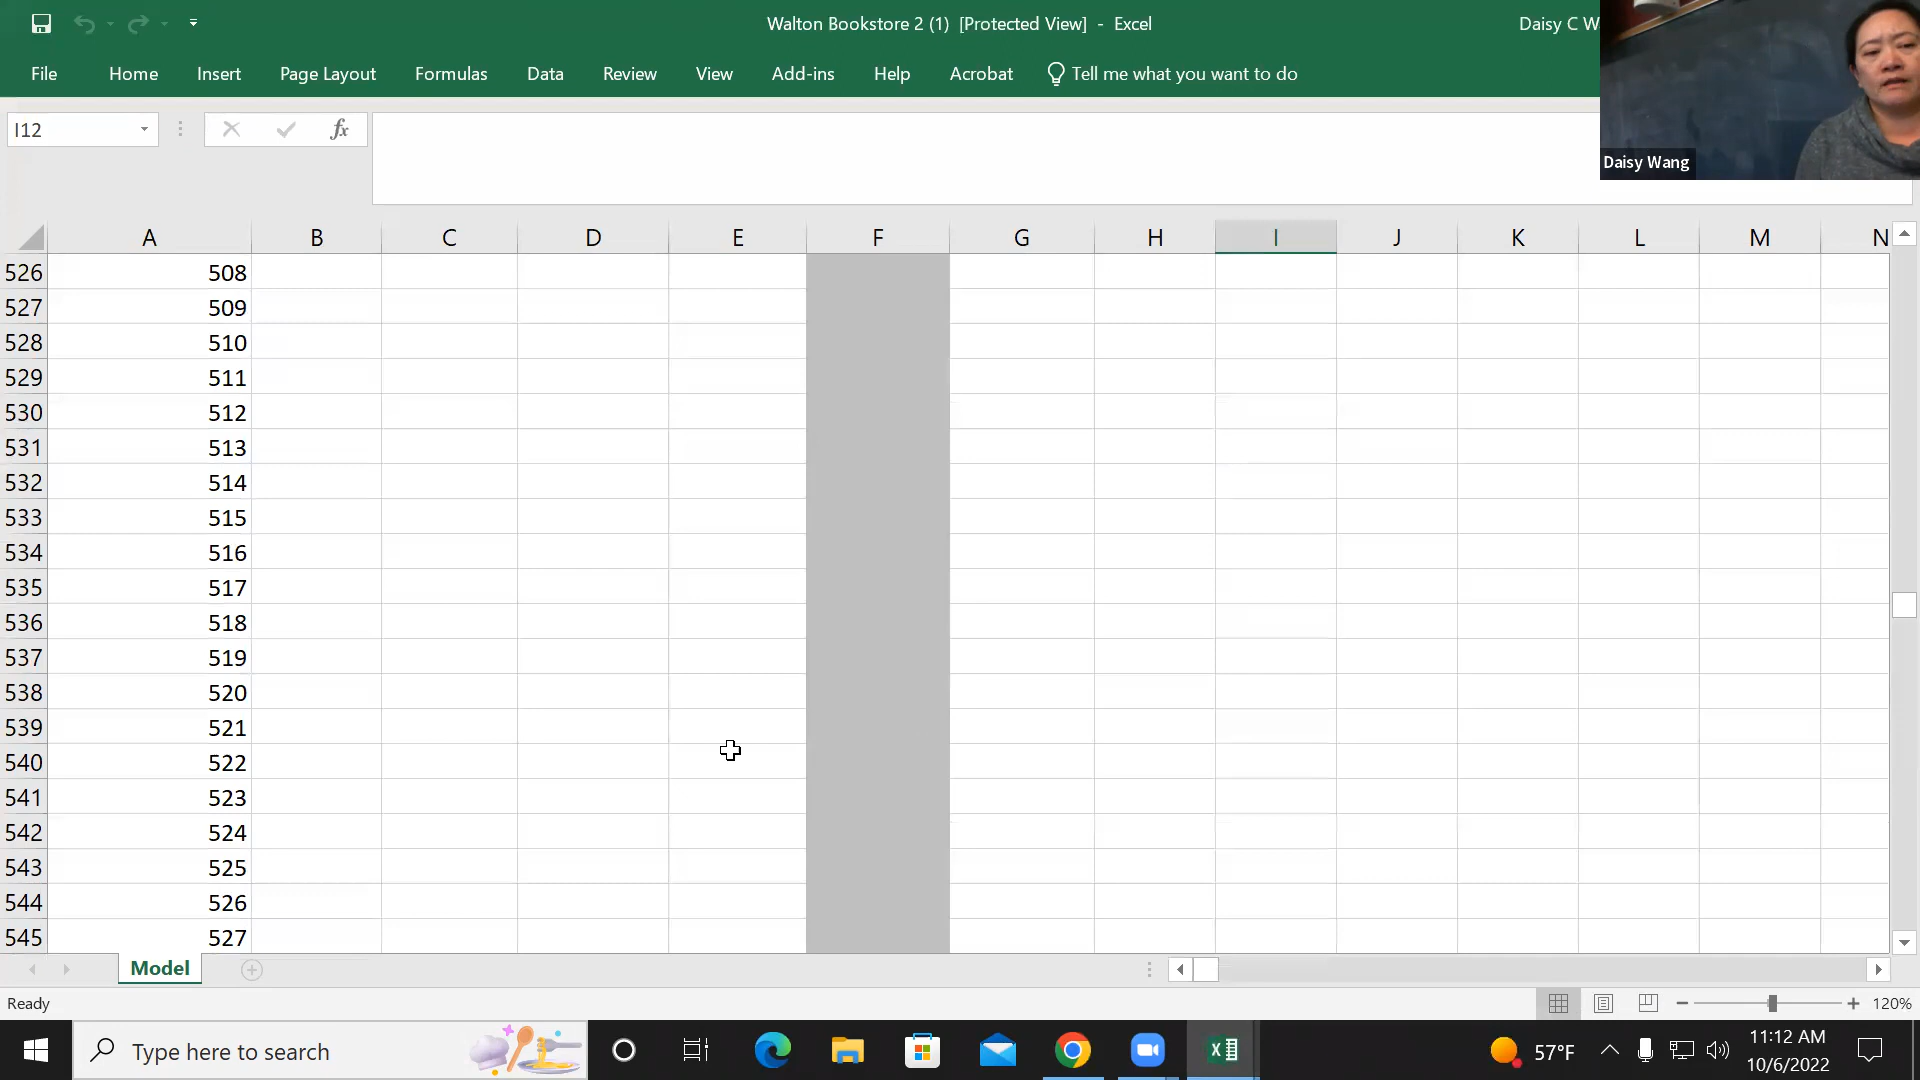 Walton Bookstore 2 (1) [Protected View] - Excel
Daisy C W
File Home Insert Page Layout Formulas Data Review View Add-ins Help Acrobat Tell me what you want to do
I12 fx
Daisy Wang
A B C D E F G H I J K L M N
526 508
527 509
528 510
529 511
530 512
531 513
532 514
533 515
534 516
535 517
536 518
537 519
538 520
539 521
540 522
541 523
542 524
543 525
544 526
545 527
Model
Ready
120%
Type here to search
57°F
11:12 AM
10/6/2022